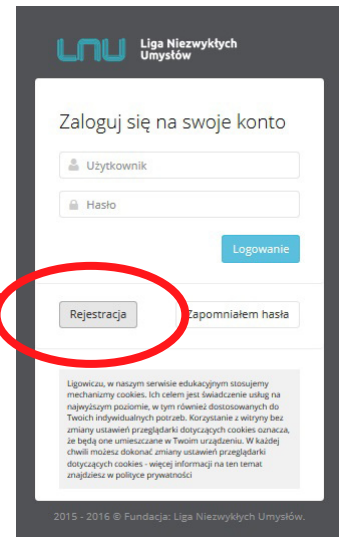 LNU Liga Niezwykłych
Umysłów
Zaloguj się na swoje konto
Użytkownik
Hasło
Logowanie
Rejestracja Zapomniałem hasła
Ligowiczu, w naszym serwisie edukacyjnym stosujemy
mechanizmy cookies. Ich celem jest świadczenie usług na
najwyższym poziomie, w tym również dostosowanych do
Twoich indywidualnych potrzeb. Korzystanie z witryny bez
zmiany ustawień przeglądarki dotyczących cookies oznacza,
że będą one umieszczane w Twoim urządzeniu. W każdej
chwili możesz dokonać zmiany ustawień przeglądarki
dotyczących cookies - więcej informacji na ten temat
znajdziesz w polityce prywatności
2015 - 2016 © Fundacja: Liga Niezwykłych Umysłów.